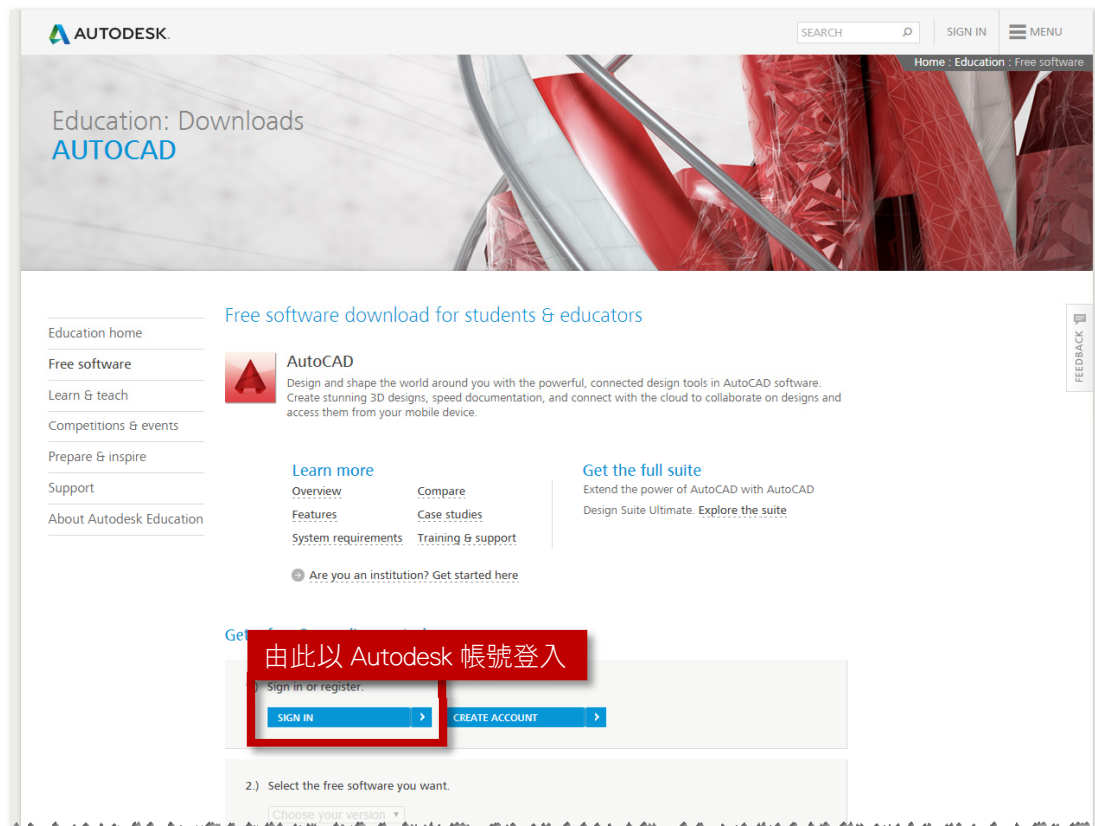 AUTODESK.
SEARCH
SIGN IN
MENU
Home : Education : Free software
Education: Downloads
AUTOCAD
Education home
Free software
Learn & teach
Competitions & events
Prepare & inspire
Support
About Autodesk Education
Free software download for students & educators
AutoCAD
Design and shape the world around you with the powerful, connected design tools in AutoCAD software.
Create stunning 3D designs, speed documentation, and connect with the cloud to collaborate on designs and
access them from your mobile device.
Learn more
Overview
Compare
Features
Case studies
System requirements
Training & support
Get the full suite
Extend the power of AutoCAD with AutoCAD
Design Suite Ultimate. Explore the suite
Are you an institution? Get started here
FEEDBACK
由此以 Autodesk 帳號登入
Sign in or register.
SIGN IN
CREATE ACCOUNT
2.) Select the free software you want.
Choose your version